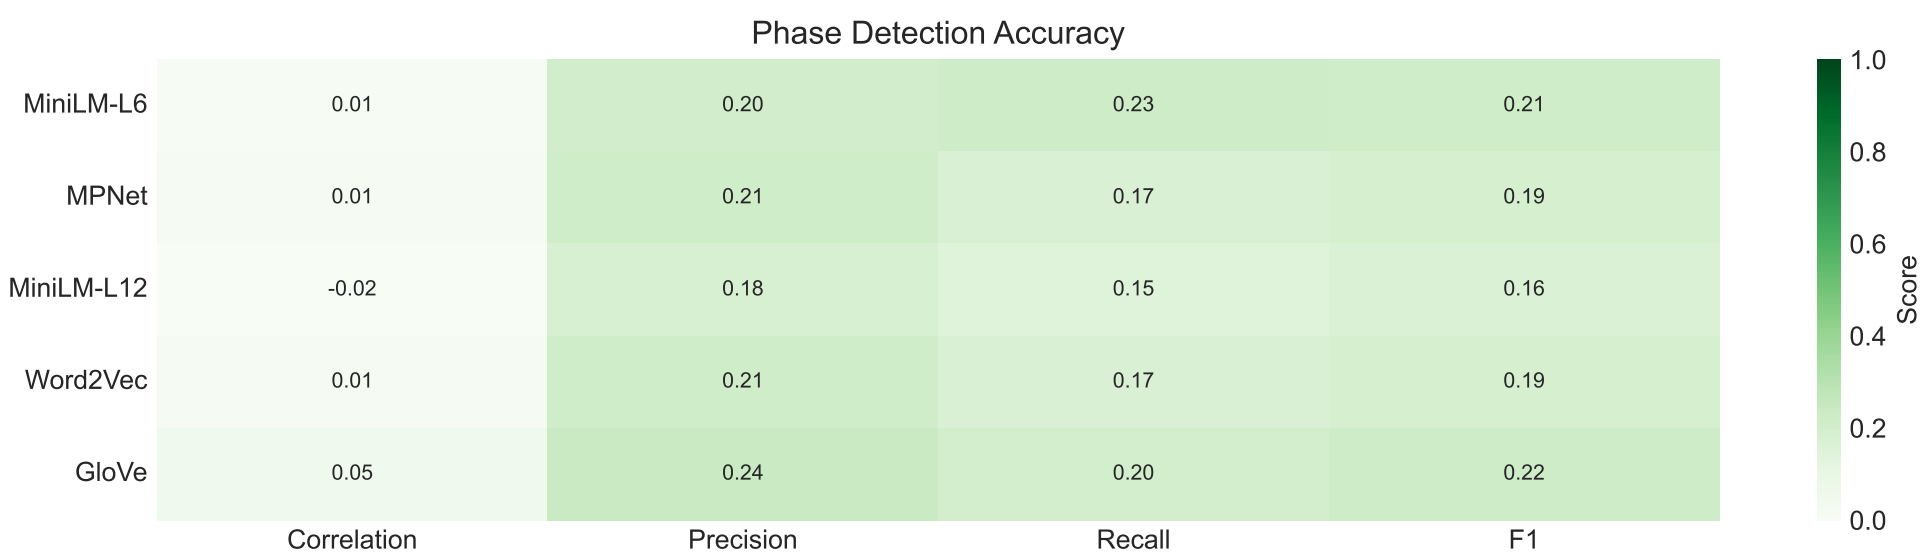 Phase Detection Accuracy
MiniLM-L6 0.01 0.20 0.23 0.21
MPNet 0.01 0.21 0.17 0.19
MiniLM-L12 -0.02 0.18 0.15 0.16
Word2Vec 0.01 0.21 0.17 0.19
GloVe 0.05 0.24 0.20 0.22
Correlation Precision Recall F1
1.0
0.8
0.6
0.4
0.2
0.0
Score